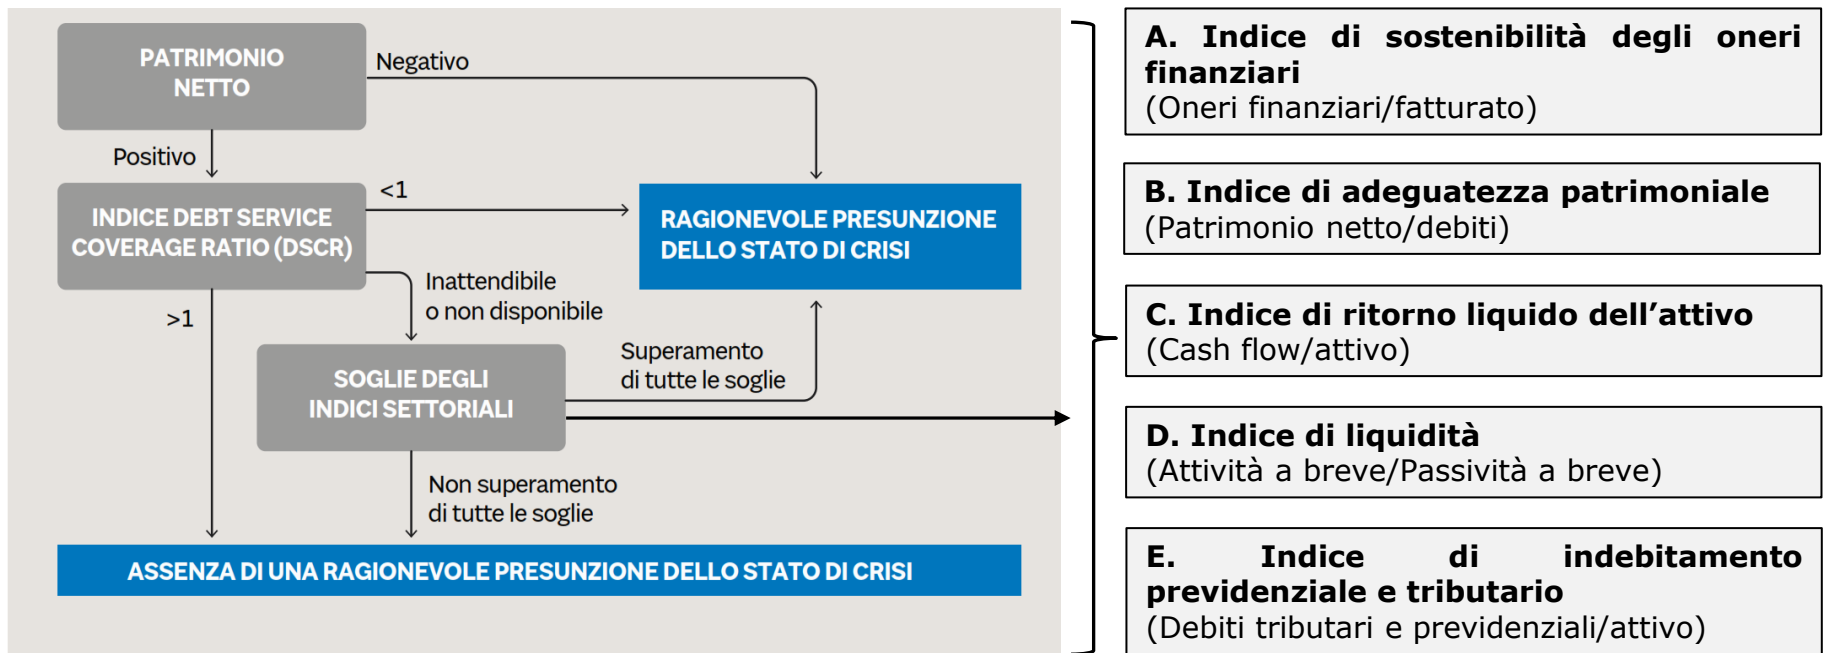 PATRIMONIO
NETTO
Negativo
Positivo
<1
INDICE DEBT SERVICE
COVERAGE RATIO (DSCR)
RAGIONEVOLE PRESUNZIONE
DELLO STATO DI CRISI
Inattendibile
o non disponibile
>1
SOGLIE DEGLI
INDICI SETTORIALI
Superamento
di tutte le soglie
Non superamento
di tutte le soglie
ASSENZA DI UNA RAGIONEVOLE PRESUNZIONE DELLO STATO DI CRISI
A. Indice di sostenibilità degli oneri
finanziari
(Oneri finanziari/fatturato)
B. Indice di adeguatezza patrimoniale
(Patrimonio netto/debiti)
C. Indice di ritorno liquido dell’attivo
(Cash flow/attivo)
D. Indice di liquidità
(Attività a breve/Passività a breve)
E. Indice di indebitamento
previdenziale e tributario
(Debiti tributari e previdenziali/attivo)